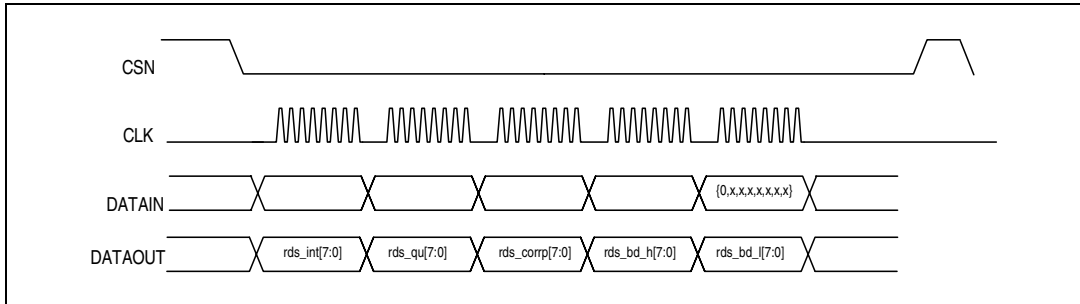 CSN
CLK
DATAIN
{0,x,x,x,x,x,x,x}
DATAOUT
rds_int[7:0]
rds_qu[7:0]
rds_corrp[7:0]
rds_bd_h[7:0]
rds_bd_l[7:0]